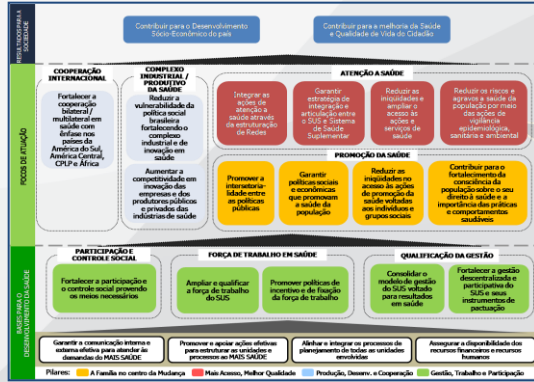 RESULTADOS PARA A
SOCIEDADE
Contribuir para o Desenvolvimento
Sócio-Econômico do país
Contribuir para a melhoria da Saúde
e Qualidade de Vida do Cidadão
FOCOS DE ATUAÇÃO
COOPERAÇÃO
INTERNACIONAL
Fortalecer a
cooperação
bilateral /
multilateral em
saúde com
ênfase nos
países da
América do Sul,
América Central,
CPLP e África
COMPLEXO
INDUSTRIAL /
PRODUTIVO
DA SAÚDE
Reduzir a
vulnerabilidade da
política social
brasileira
fortalecendo o
complexo
industrial e de
inovação em
saúde
Aumentar a
competitividade em
inovação das
empresas e dos
produtores públicos
e privados das
indústrias de saúde
ATENÇÃO A SAÚDE
Integrar as
ações de
atenção a
saúde através
da estruturação
de Redes
Garantir
estratégia de
integração e
articulação entre
o SUS e Sistema
de Saúde
Suplementar
Reduzir as
iniqüidades e
ampliar o
acesso às
ações e
serviços de
saúde
Reduzir os riscos e
agravos a saúde da
população por meio
das ações de
vigilância
epidemiológica,
sanitária e ambiental
PROMOÇÃO DA SAÚDE
Promover a
intersetoria-
lidade entre
as políticas
públicas
Garantir
políticas sociais
e econômicas
que promovam
a saúde da
população
Reduzir as
iniqüidades no
acesso às ações
de promoção da
saúde voltadas
aos indivíduos e
grupos sociais
Contribuir para o
fortalecimento da
consciência da
população sobre o seu
direito à saúde e a
importância das práticas
e comportamentos
saudáveis
BASES PARA O
DESENVOLVIMENTO DA SAÚDE
PARTICIPAÇÃO E
CONTROLE SOCIAL
Fortalecer a participação e
o controle social provendo
os meios necessários
FORÇA DE TRABALHO EM SAÚDE
Ampliar e qualificar
a força de trabalho
do SUS
Promover políticas de
incentivo e de fixação
da força de trabalho
QUALIFICAÇÃO DA GESTÃO
Consolidar o
modelo de gestão
do SUS voltado
para resultados
em saúde
Fortalecer a gestão
descentralizada e
participativa do
SUS e seus
instrumentos de
pactuação
Garantir a comunicação interna e
externa efetiva para atender às
demandas do MAIS SAÚDE
Promover e apoiar ações efetivas
para estruturar as unidades e
processos ao MAIS SAÚDE
Alinhar e integrar os processos de
planejamento de todas as unidades
envolvidas
Assegurar a disponibilidade dos
recursos financeiros e recursos
humanos
Pilares:
A Família no centro da Mudança
Mais Acesso, Melhor Qualidade
Produção, Desenv. e Cooperação
Gestão, Trabalho e Participação